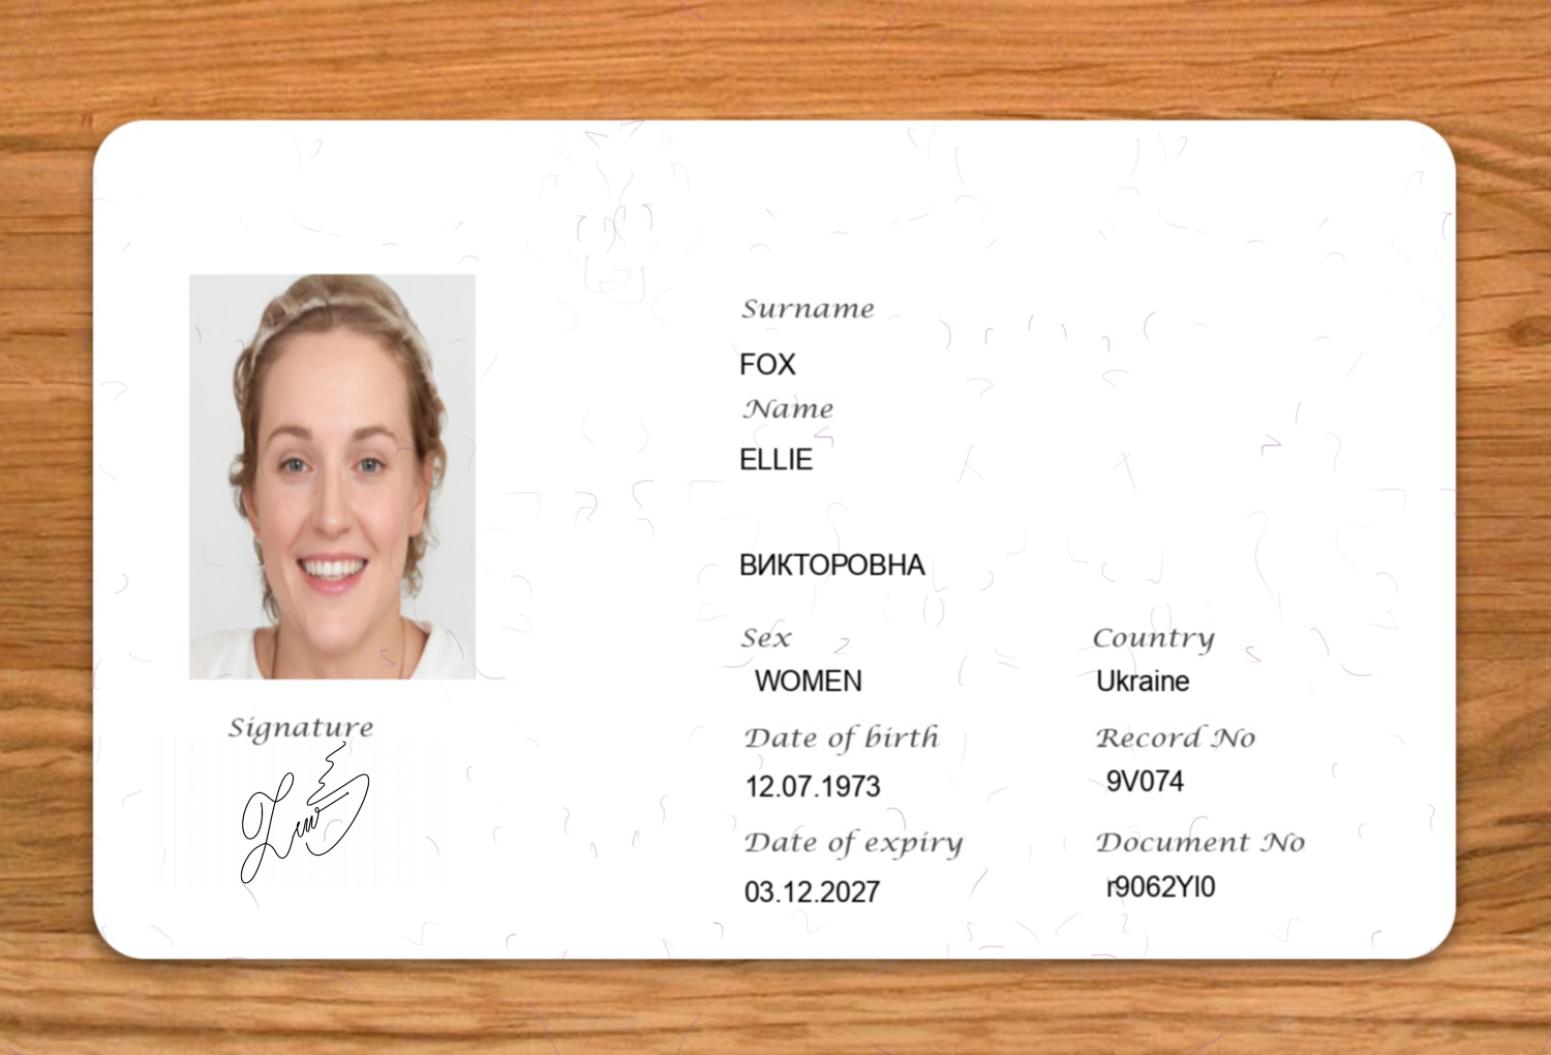 Surname
FOX
Name
ELLIE
ВИКТОРОВНА
Sex
WOMEN
Country
Ukraine
Date of birth
12.07.1973
Record No
9V074
Date of expiry
03.12.2027
Document No
r9062Yl0
Signature